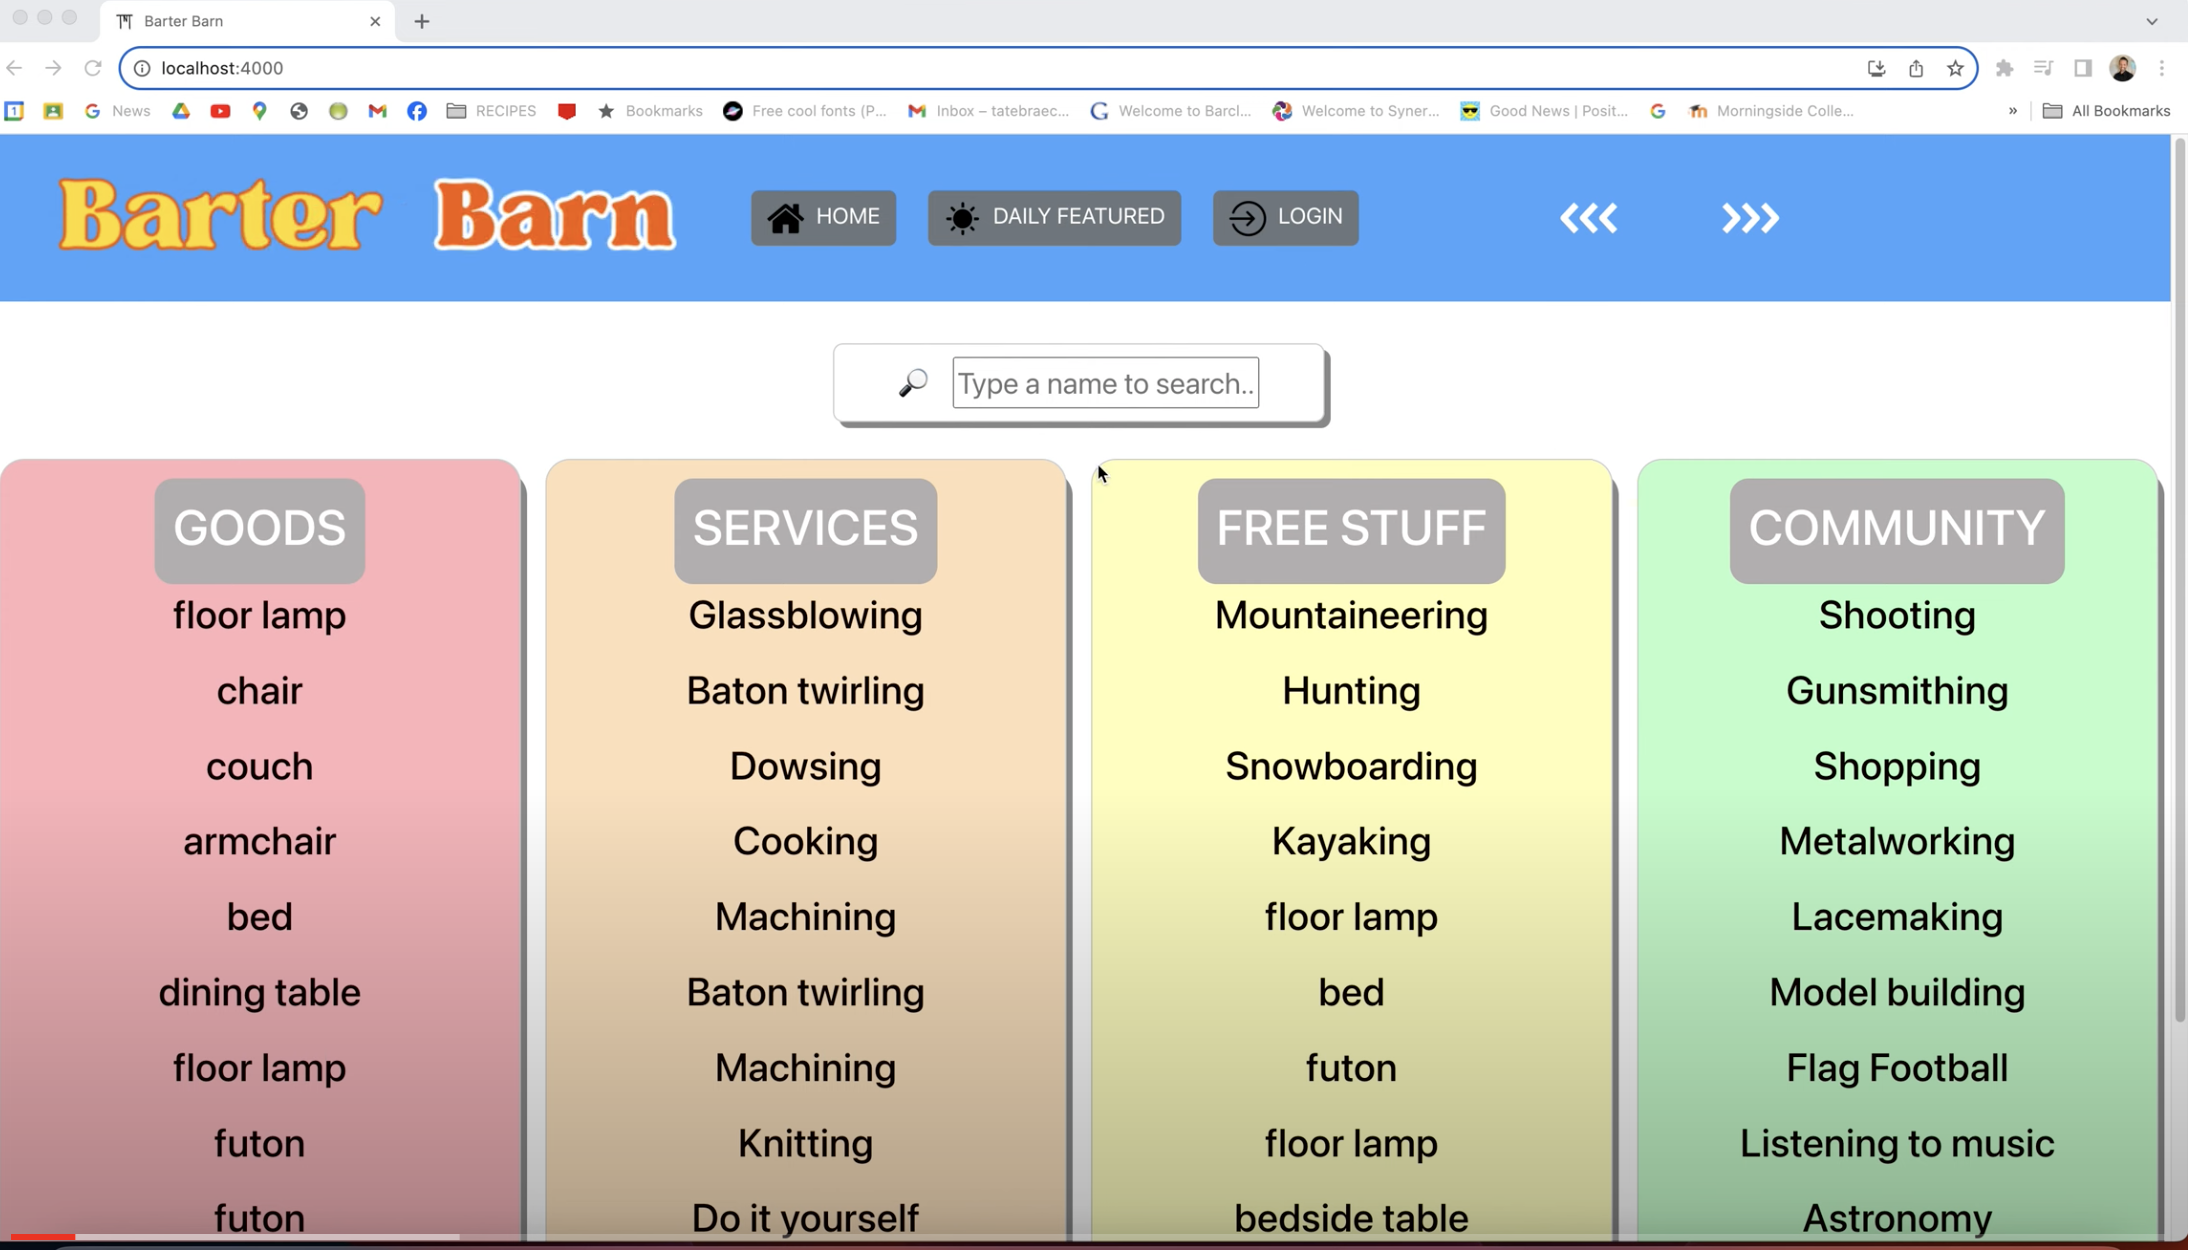 Barter Barn
localhost:4000
News
RECIPES
Bookmarks
Free cool fonts (P...
Inbox – tatebraec...
Welcome to Barcl...
Welcome to Syner...
Good News | Posit...
Morningside Colle...
»
All Bookmarks
Barter Barn
HOME
DAILY FEATURED
LOGIN
Type a name to search..
GOODS
floor lamp
chair
couch
armchair
bed
dining table
floor lamp
futon
futon
SERVICES
Glassblowing
Baton twirling
Dowsing
Cooking
Machining
Baton twirling
Machining
Knitting
Do it yourself
FREE STUFF
Mountaineering
Hunting
Snowboarding
Kayaking
floor lamp
bed
futon
floor lamp
bedside table
COMMUNITY
Shooting
Gunsmithing
Shopping
Metalworking
Lacemaking
Model building
Flag Football
Listening to music
Astronomy